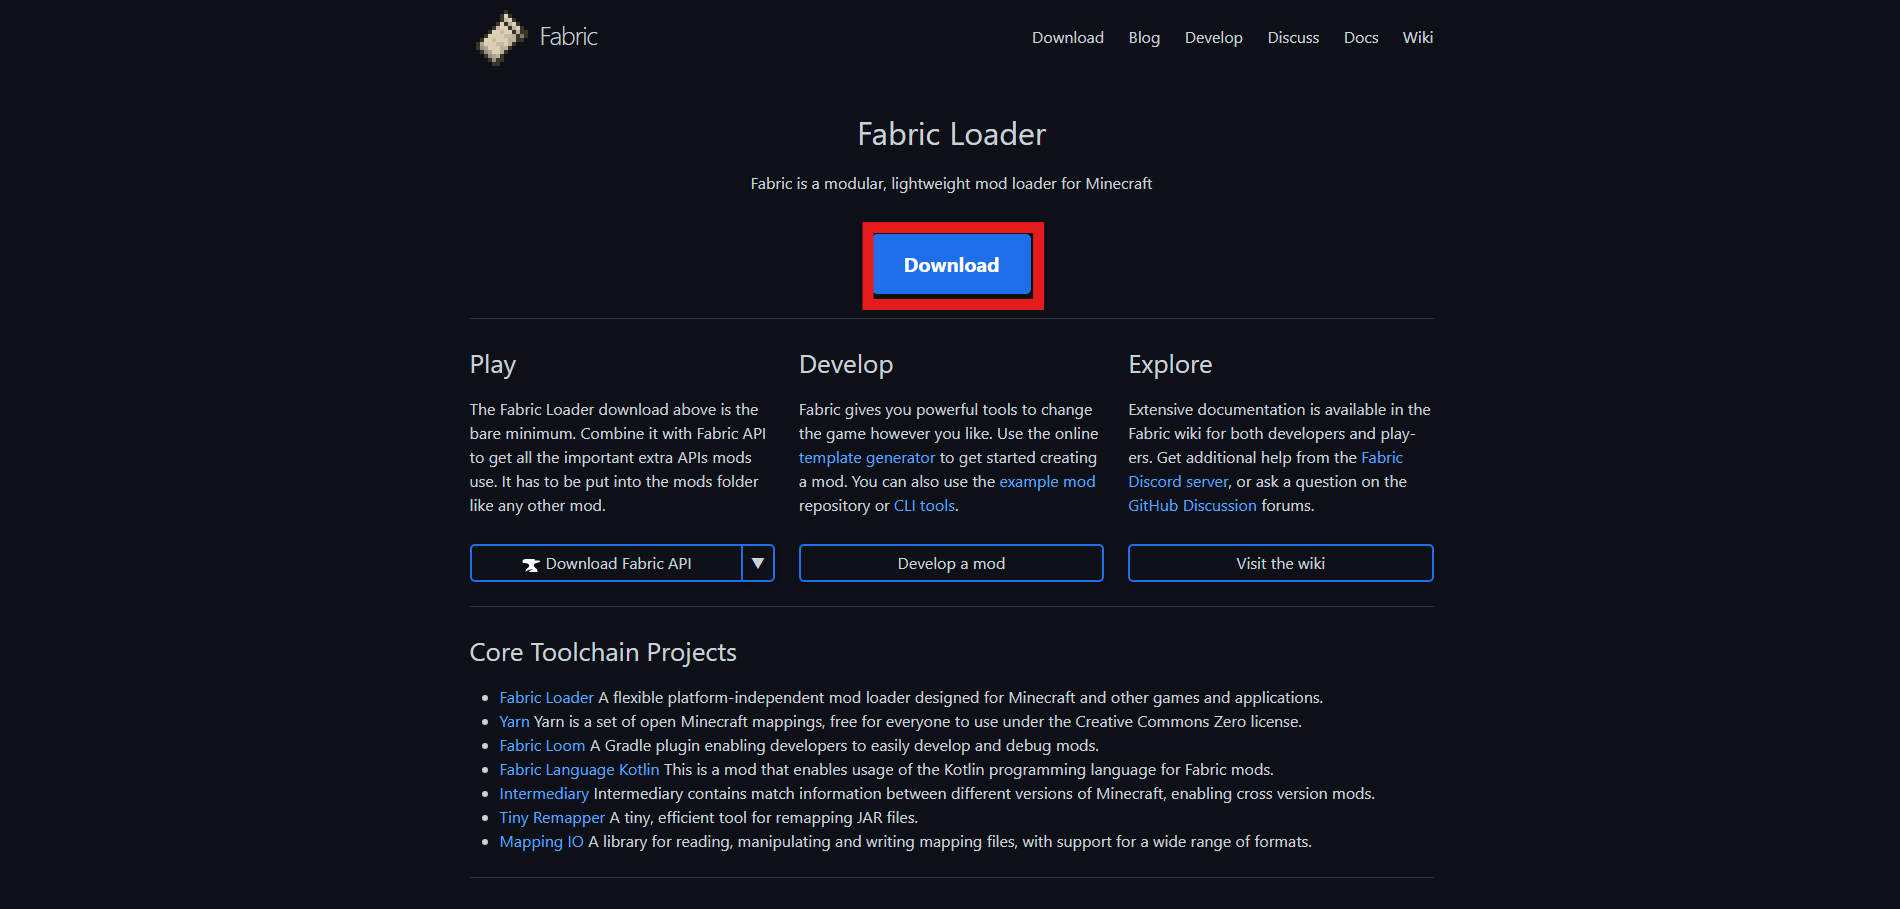 Fabric
Download Blog Develop Discuss Docs Wiki
Fabric Loader
Fabric is a modular, lightweight mod loader for Minecraft
Download
Play
The Fabric Loader download above is the
bare minimum. Combine it with Fabric API
to get all the important extra APIs mods
use. It has to be put into the mods folder
like any other mod.
Download Fabric API ▼
Develop
Fabric gives you powerful tools to change
the game however you like. Use the online
template generator to get started creating
a mod. You can also use the example mod
repository or CLI tools.
Develop a mod
Explore
Extensive documentation is available in the
Fabric wiki for both developers and play-
ers. Get additional help from the Fabric
Discord server, or ask a question on the
GitHub Discussion forums.
Visit the wiki
Core Toolchain Projects
• Fabric Loader A flexible platform-independent mod loader designed for Minecraft and other games and applications.
• Yarn Yarn is a set of open Minecraft mappings, free for everyone to use under the Creative Commons Zero license.
• Fabric Loom A Gradle plugin enabling developers to easily develop and debug mods.
• Fabric Language Kotlin This is a mod that enables usage of the Kotlin programming language for Fabric mods.
• Intermediary Intermediary contains match information between different versions of Minecraft, enabling cross version mods.
• Tiny Remapper A tiny, efficient tool for remapping JAR files.
• Mapping IO A library for reading, manipulating and writing mapping files, with support for a wide range of formats.